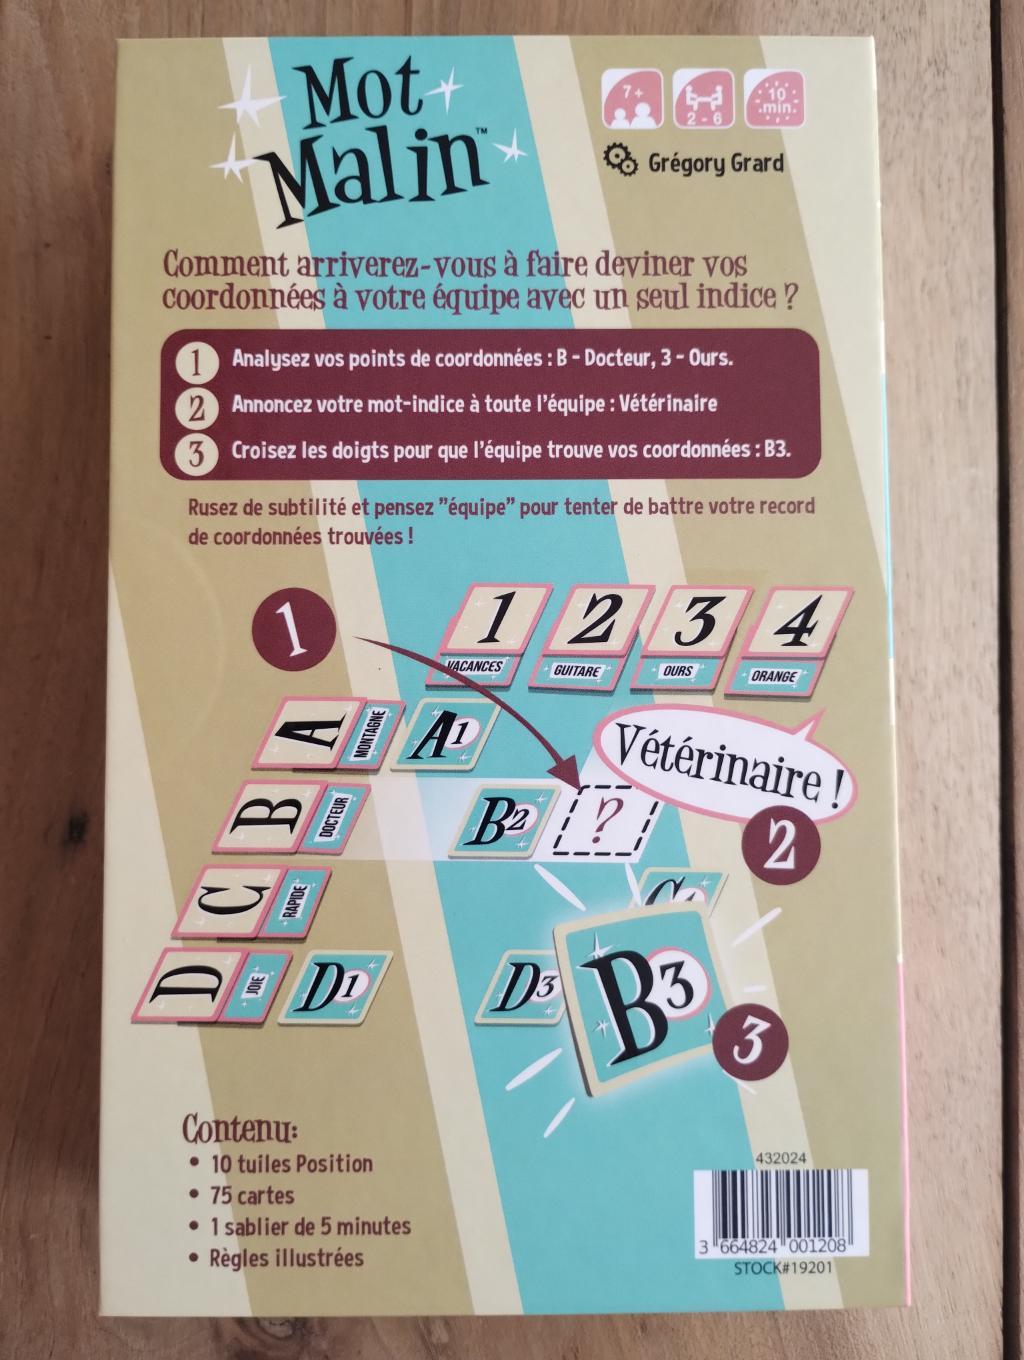 Mot
Malin™
7+
2 - 6
10
min.
Grégory Grard
Comment arriverez-vous à faire deviner vos
coordonnées à votre équipe avec un seul indice ?
1 Analysez vos points de coordonnées : B - Docteur, 3 - Ours.
2 Annoncez votre mot-indice à toute l'équipe : Vétérinaire
3 Croisez les doigts pour que l'équipe trouve vos coordonnées : B3.
Rusez de subtilité et pensez "équipe" pour tenter de battre votre record
de coordonnées trouvées !
1
1 2 3 4
VACANCES GUITARE OURS ORANGE
A MONTAGNE A1
Vétérinaire !
B DOCTEUR B2 ?
2
C RAPIDE
D JOIE D1 D3 B3
3
Contenu:
• 10 tuiles Position
• 75 cartes
• 1 sablier de 5 minutes
• Règles illustrées
432024
3 664824 001208
STOCK#19201